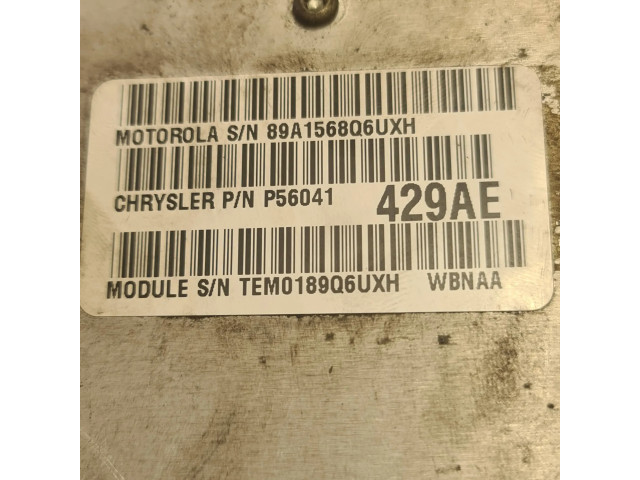 MOTOROLA S/N 89A1568Q6UXH
CHRYSLER P/N P56041 429AE
MODULE S/N TEM0189Q6UXH WBNAA